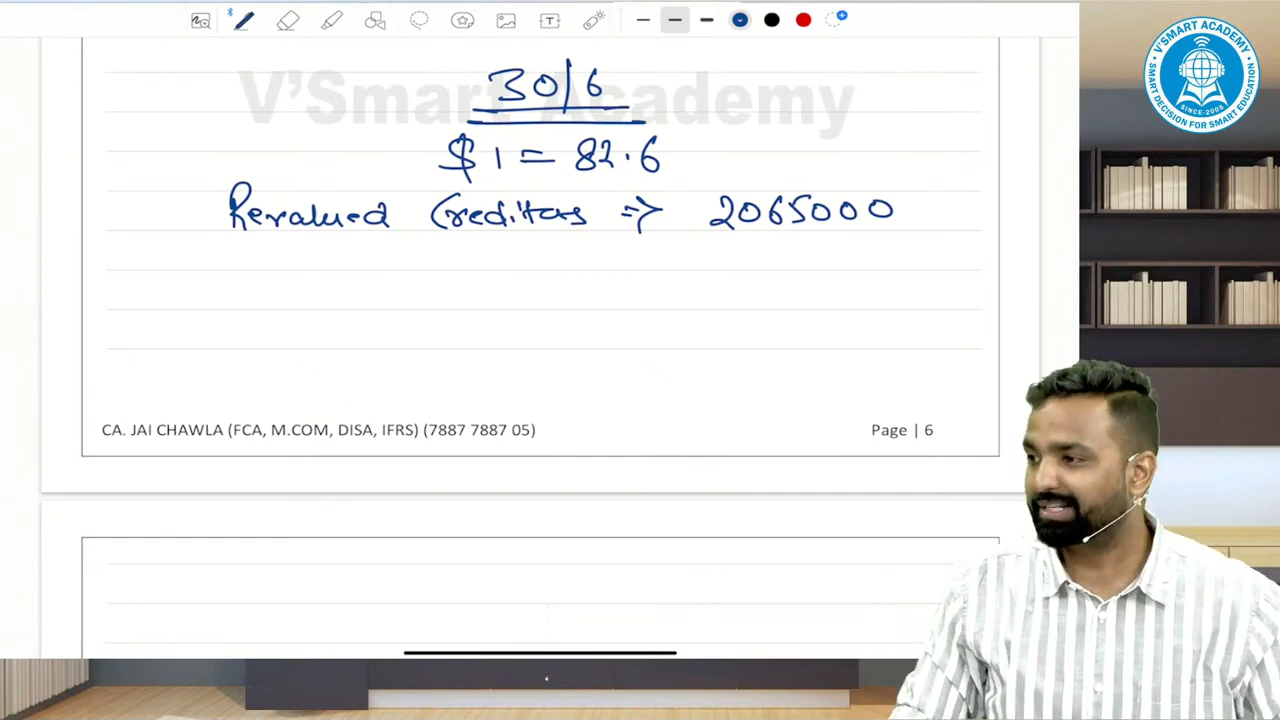 V'Smart Academy
30/6
$1 = 82.6
Revalued Creditors => 2065000
CA. JAI CHAWLA (FCA, M.COM, DISA, IFRS) (7887 7887 05)
Page | 6
V'SMART ACADEMY
SINCE-2005
SMART DECISION FOR SMART EDUCATION